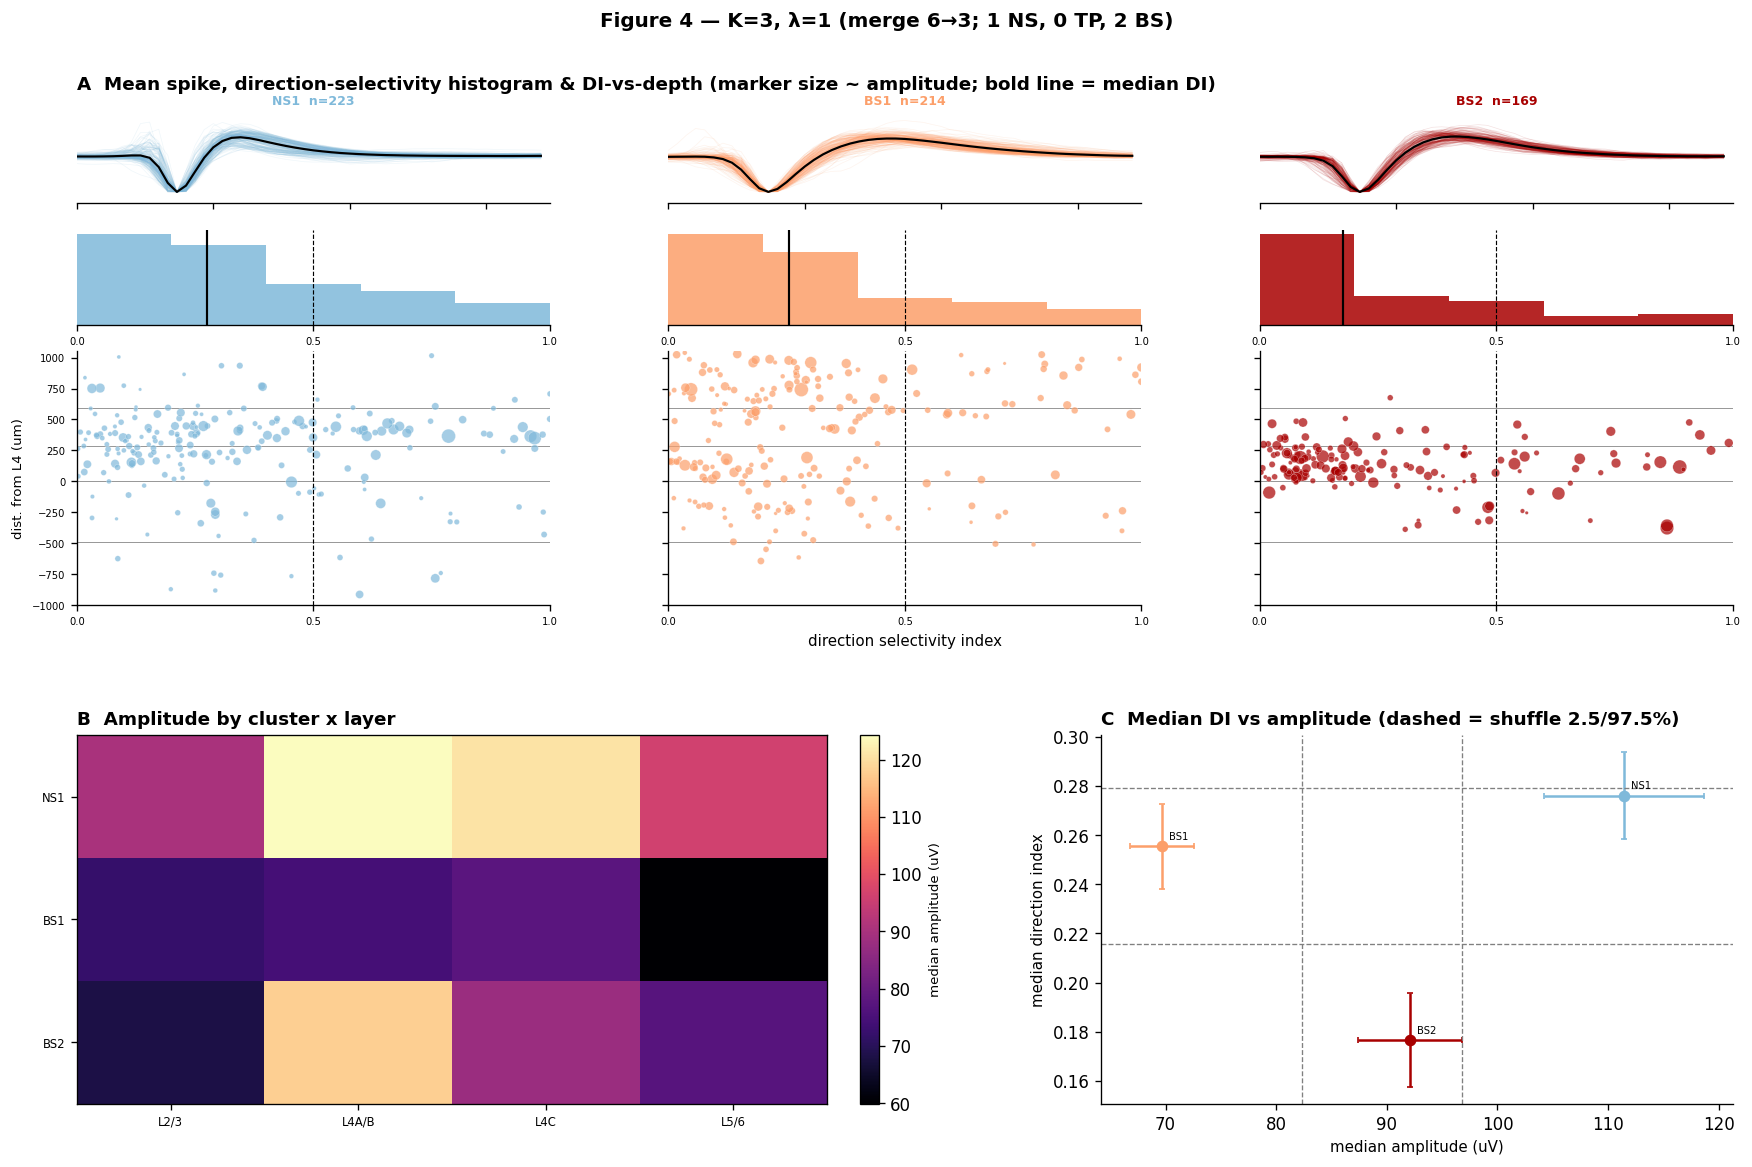 Figure 4 — K=3, λ=1 (merge 6→3; 1 NS, 0 TP, 2 BS)
A  Mean spike, direction-selectivity histogram & DI-vs-depth (marker size ~ amplitude; bold line = median DI)
NS1  n=223
BS1  n=214
BS2  n=169
0.0 0.5 1.0
0.0 0.5 1.0
0.0 0.5 1.0
dist. from L4 (um)
1000
750
500
250
0
−250
−500
−750
−1000
0.0 0.5 1.0
0.0 0.5 1.0
0.0 0.5 1.0
direction selectivity index
B  Amplitude by cluster x layer
NS1
BS1
BS2
L2/3 L4A/B L4C L5/6
120
110
100
90
80
70
60
median amplitude (uV)
C  Median DI vs amplitude (dashed = shuffle 2.5/97.5%)
median direction index
0.30
0.28
0.26
0.24
0.22
0.20
0.18
0.16
NS1
BS1
BS2
70 80 90 100 110 120
median amplitude (uV)